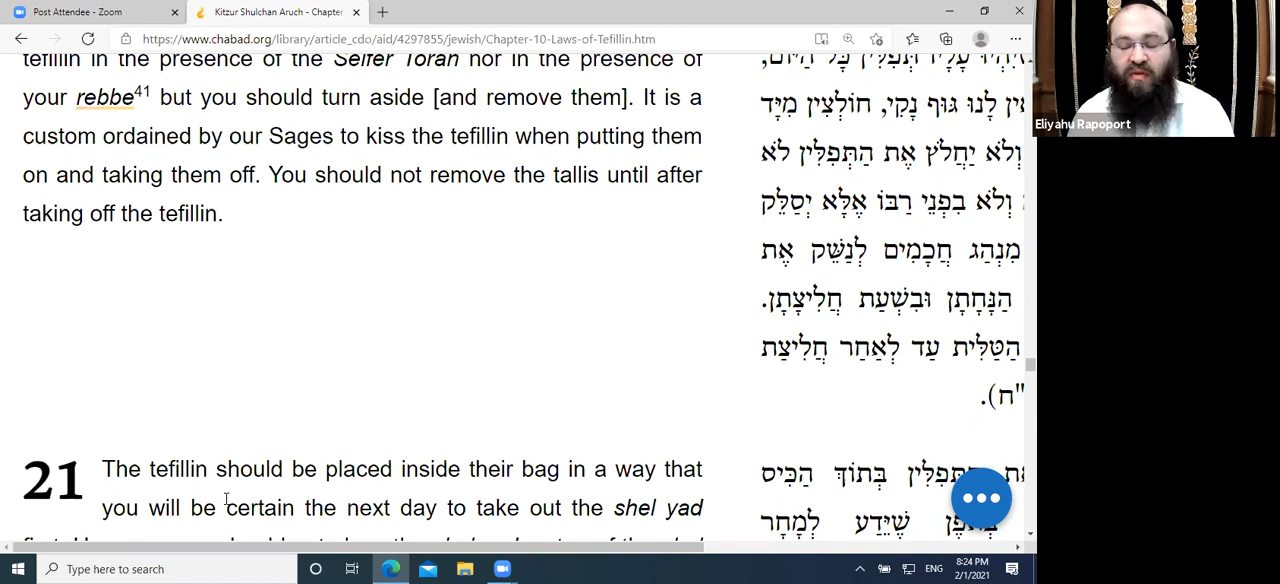 Post Attendee - Zoom
Kitzur Shulchan Aruch - Chapter
https://www.chabad.org/library/article_cdo/aid/4297855/jewish/Chapter-10-Laws-of-Tefillin.htm
tefillin in the presence of the Seifer Torah nor in the presence of
your rebbe41 but you should turn aside [and remove them]. It is a
custom ordained by our Sages to kiss the tefillin when putting them
on and taking them off. You should not remove the tallis until after
taking off the tefillin.
21 The tefillin should be placed inside their bag in a way that
you will be certain the next day to take out the shel yad
עָלָיו תְּפִלִּין כָּל הַיּוֹם,
לָנוּ גּוּף נָקִי, חוֹלְצִין מִיָּד
וְלֹא יַחֲלֹץ אֶת הַתְּפִלִּין לֹא
וְלֹא בִּפְנֵי רַבּוֹ אֶלָּא יְסַלֵּק
מִנְהַג חֲכָמִים לְנַשֵּׁק אֶת
הַנָּחָתָן וּבִשְׁעַת חֲלִיצָתָן.
הַטַּלִּית עַד לְאַחַר חֲלִיצַת
"ח).
בְּתוֹךְ הַכִּיס
שֶׁיֵּדַע לְמָחָר
Eliyahu Rapoport
Type here to search
ENG
8:24 PM
2/1/2021